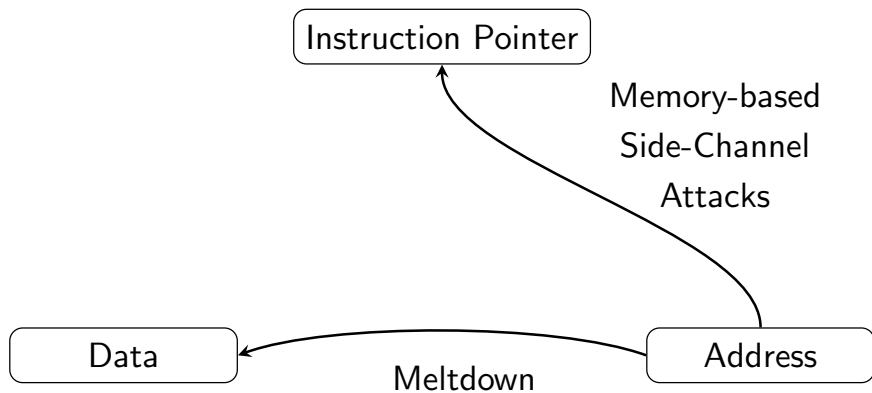 Instruction Pointer
Memory-based
Side-Channel
Attacks
Data
Address
Meltdown